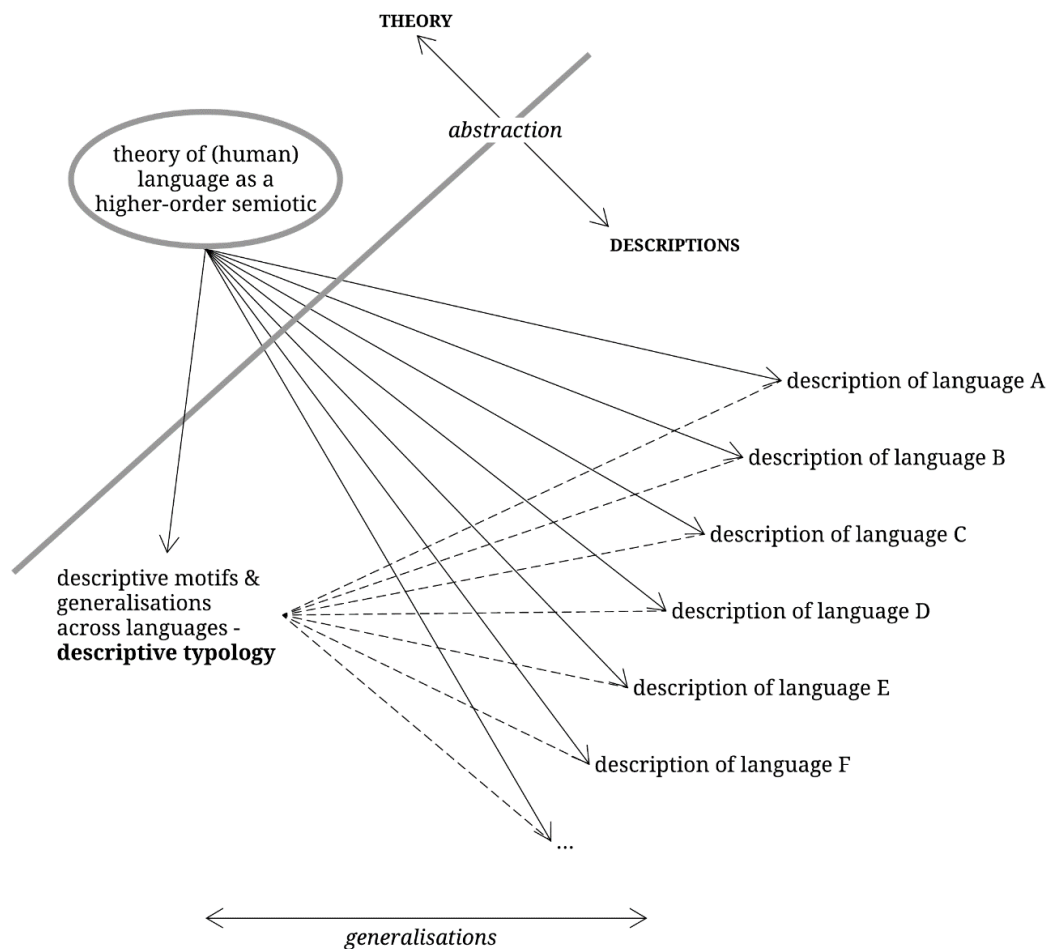 THEORY
abstraction
theory of (human)
language as a
higher-order semiotic
DESCRIPTIONS
description of language A
description of language B
description of language C
descriptive motifs &
generalisations
across languages -
descriptive typology
description of language D
description of language E
description of language F
...
generalisations